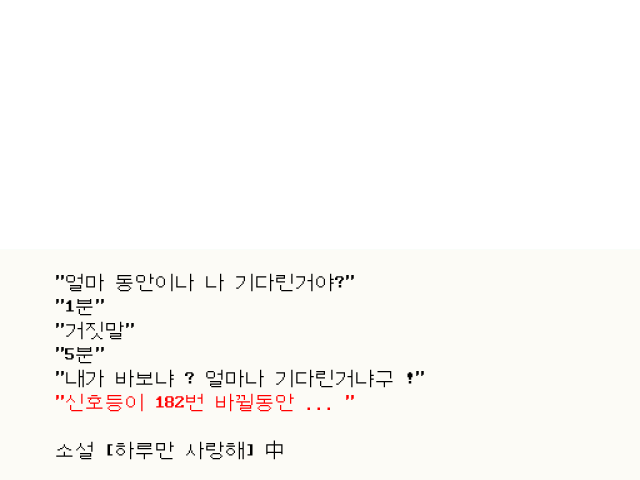 "얼마 동안이나 나 기다린거야?"
"1분"
"거짓말"
"5분"
"내가 바보냐 ? 얼마나 기다린거냐구 !"
"신호등이 182번 바뀔동안 ... "
소설 [하루만 사랑해] 中